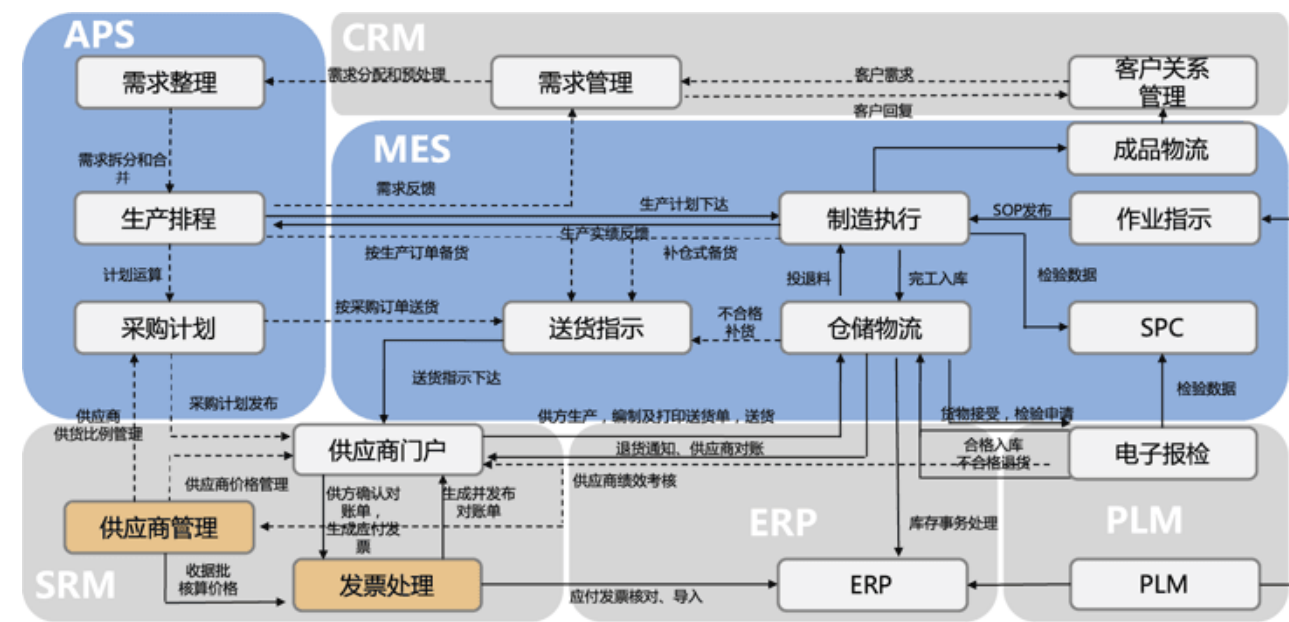 APS
CRM
需求整理
需求分配和预处理
需求管理
客户需求
客户回复
客户关系
管理
MES
成品物流
需求拆分和合
并
需求反馈
生产排程
生产计划下达
制造执行
SOP发布
作业指示
生产实绩反馈
按生产订单备货
补仓式备货
计划运算
投退料
完工入库
检验数据
采购计划
按采购订单送货
送货指示
不合格
补货
仓储物流
SPC
送货指示下达
检验数据
采购计划发布
供应商
供货比例管理
供方生产，编制及打印送货单，送货
货物接受，检验申请
供应商门户
退货通知、供应商对账
合格入库
不合格退货
电子报检
供应商价格管理
供方确认对
账单，
生成应付发
票
生成并发布
对账单
供应商绩效考核
供应商管理
ERP
库存事务处理
PLM
SRM
收据批
核算价格
发票处理
应付发票核对、导入
ERP
PLM